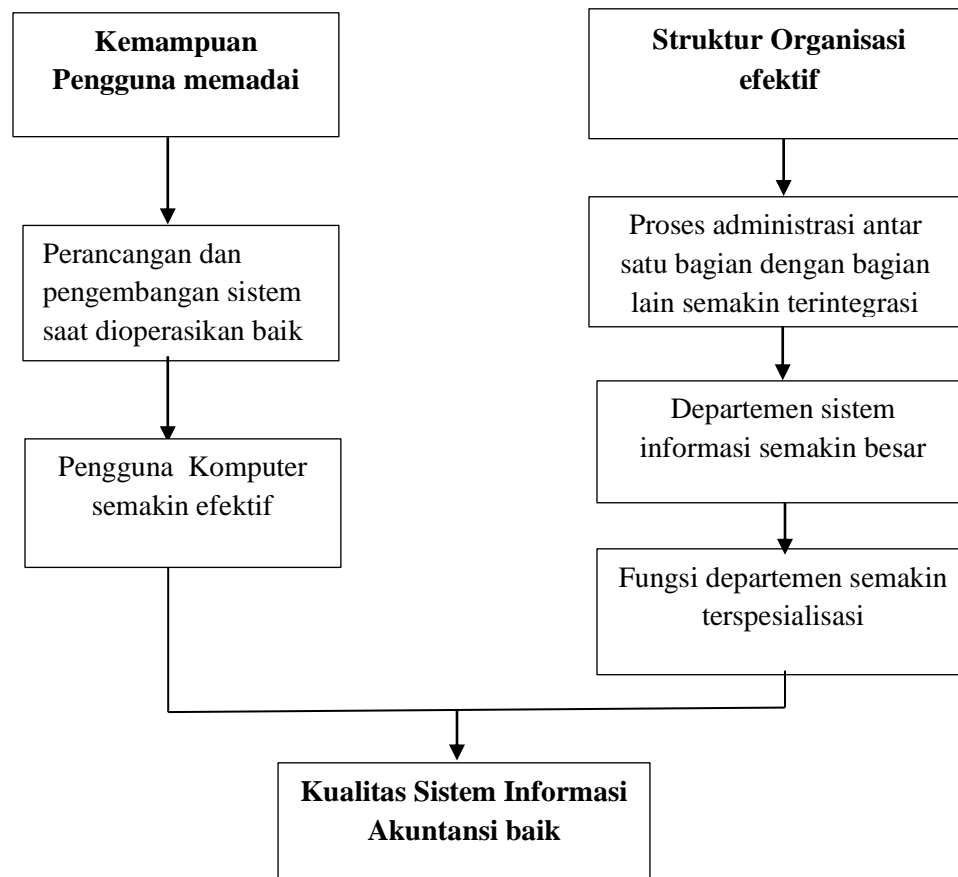 Kemampuan
Pengguna memadai
Struktur Organisasi
efektif
Perancangan dan
pengembangan sistem
saat dioperasikan baik
Proses administrasi antar
satu bagian dengan bagian
lain semakin terintegrasi
Departemen sistem
informasi semakin besar
Pengguna Komputer
semakin efektif
Fungsi departemen semakin
terspesialisasi
Kualitas Sistem Informasi
Akuntansi baik